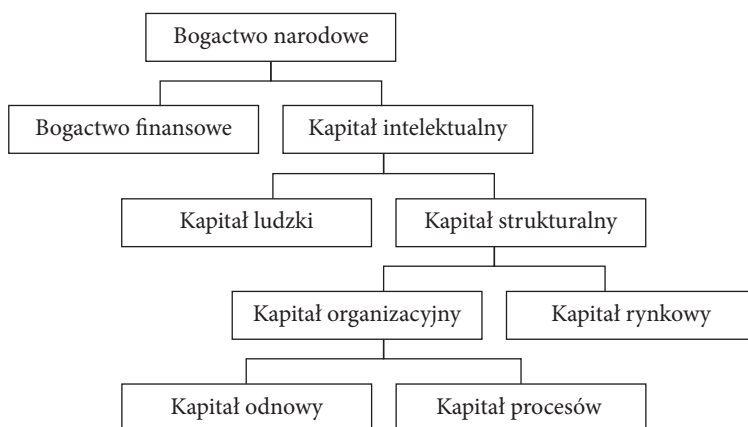 Bogactwo narodowe
Bogactwo finansowe
Kapitał intelektualny
Kapitał ludzki
Kapitał strukturalny
Kapitał organizacyjny
Kapitał rynkowy
Kapitał odnowy
Kapitał procesów